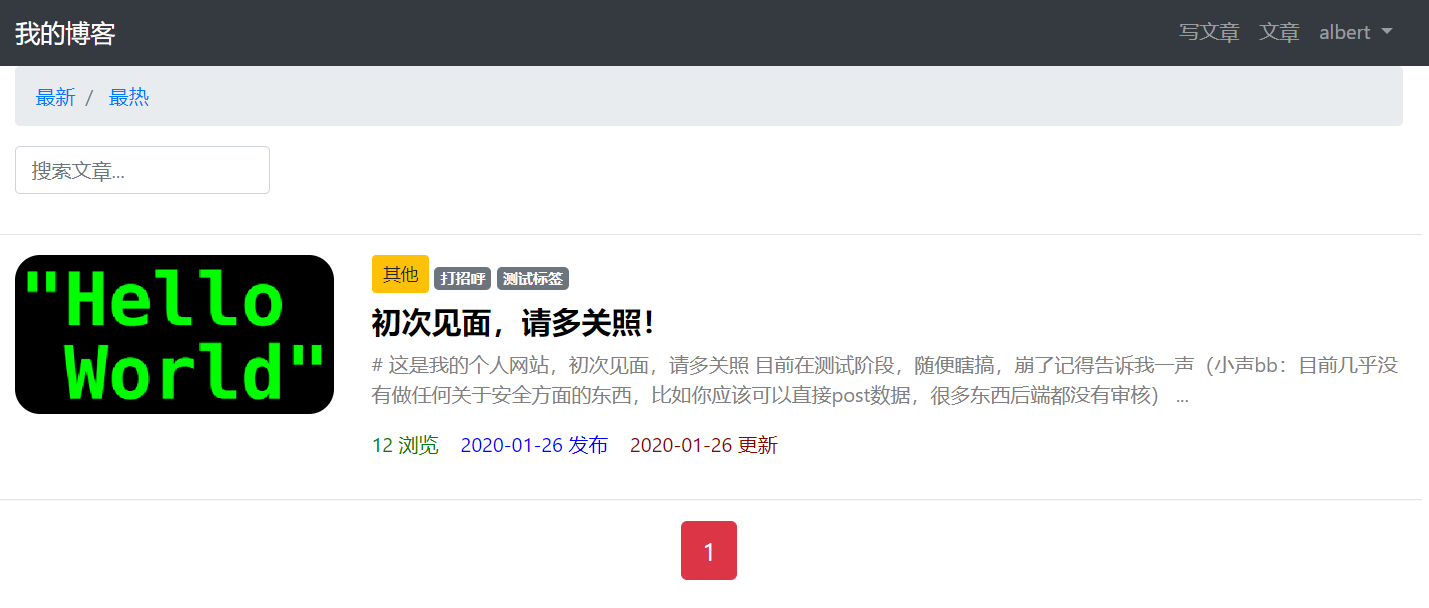 我的博客 写文章 文章 albert
最新 / 最热
搜索文章...
"Hello
World"
其他 打招呼 测试标签
初次见面，请多关照！
# 这是我的个人网站，初次见面，请多关照 目前在测试阶段，随便瞎搞，崩了记得告诉我一声（小声bb：目前几乎没
有做任何关于安全方面的东西，比如你应该可以直接post数据，很多东西后端都没有审核） ...
12 浏览 2020-01-26 发布 2020-01-26 更新
1